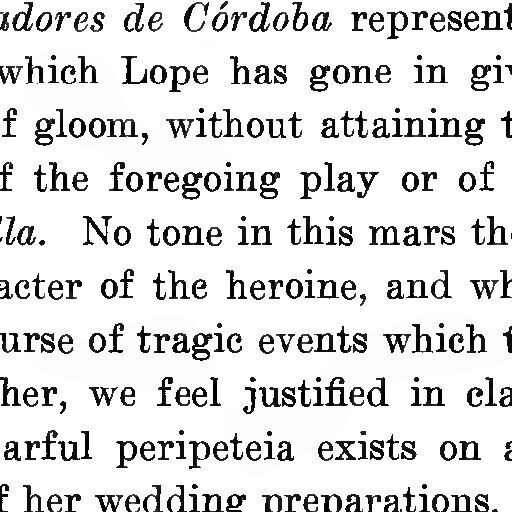 adores de Córdoba represent
which Lope has gone in giv
f gloom, without attaining t
f the foregoing play or of
lla. No tone in this mars the
acter of the heroine, and wh
urse of tragic events which t
her, we feel justified in cla
arful peripeteia exists on a
f her wedding preparations.